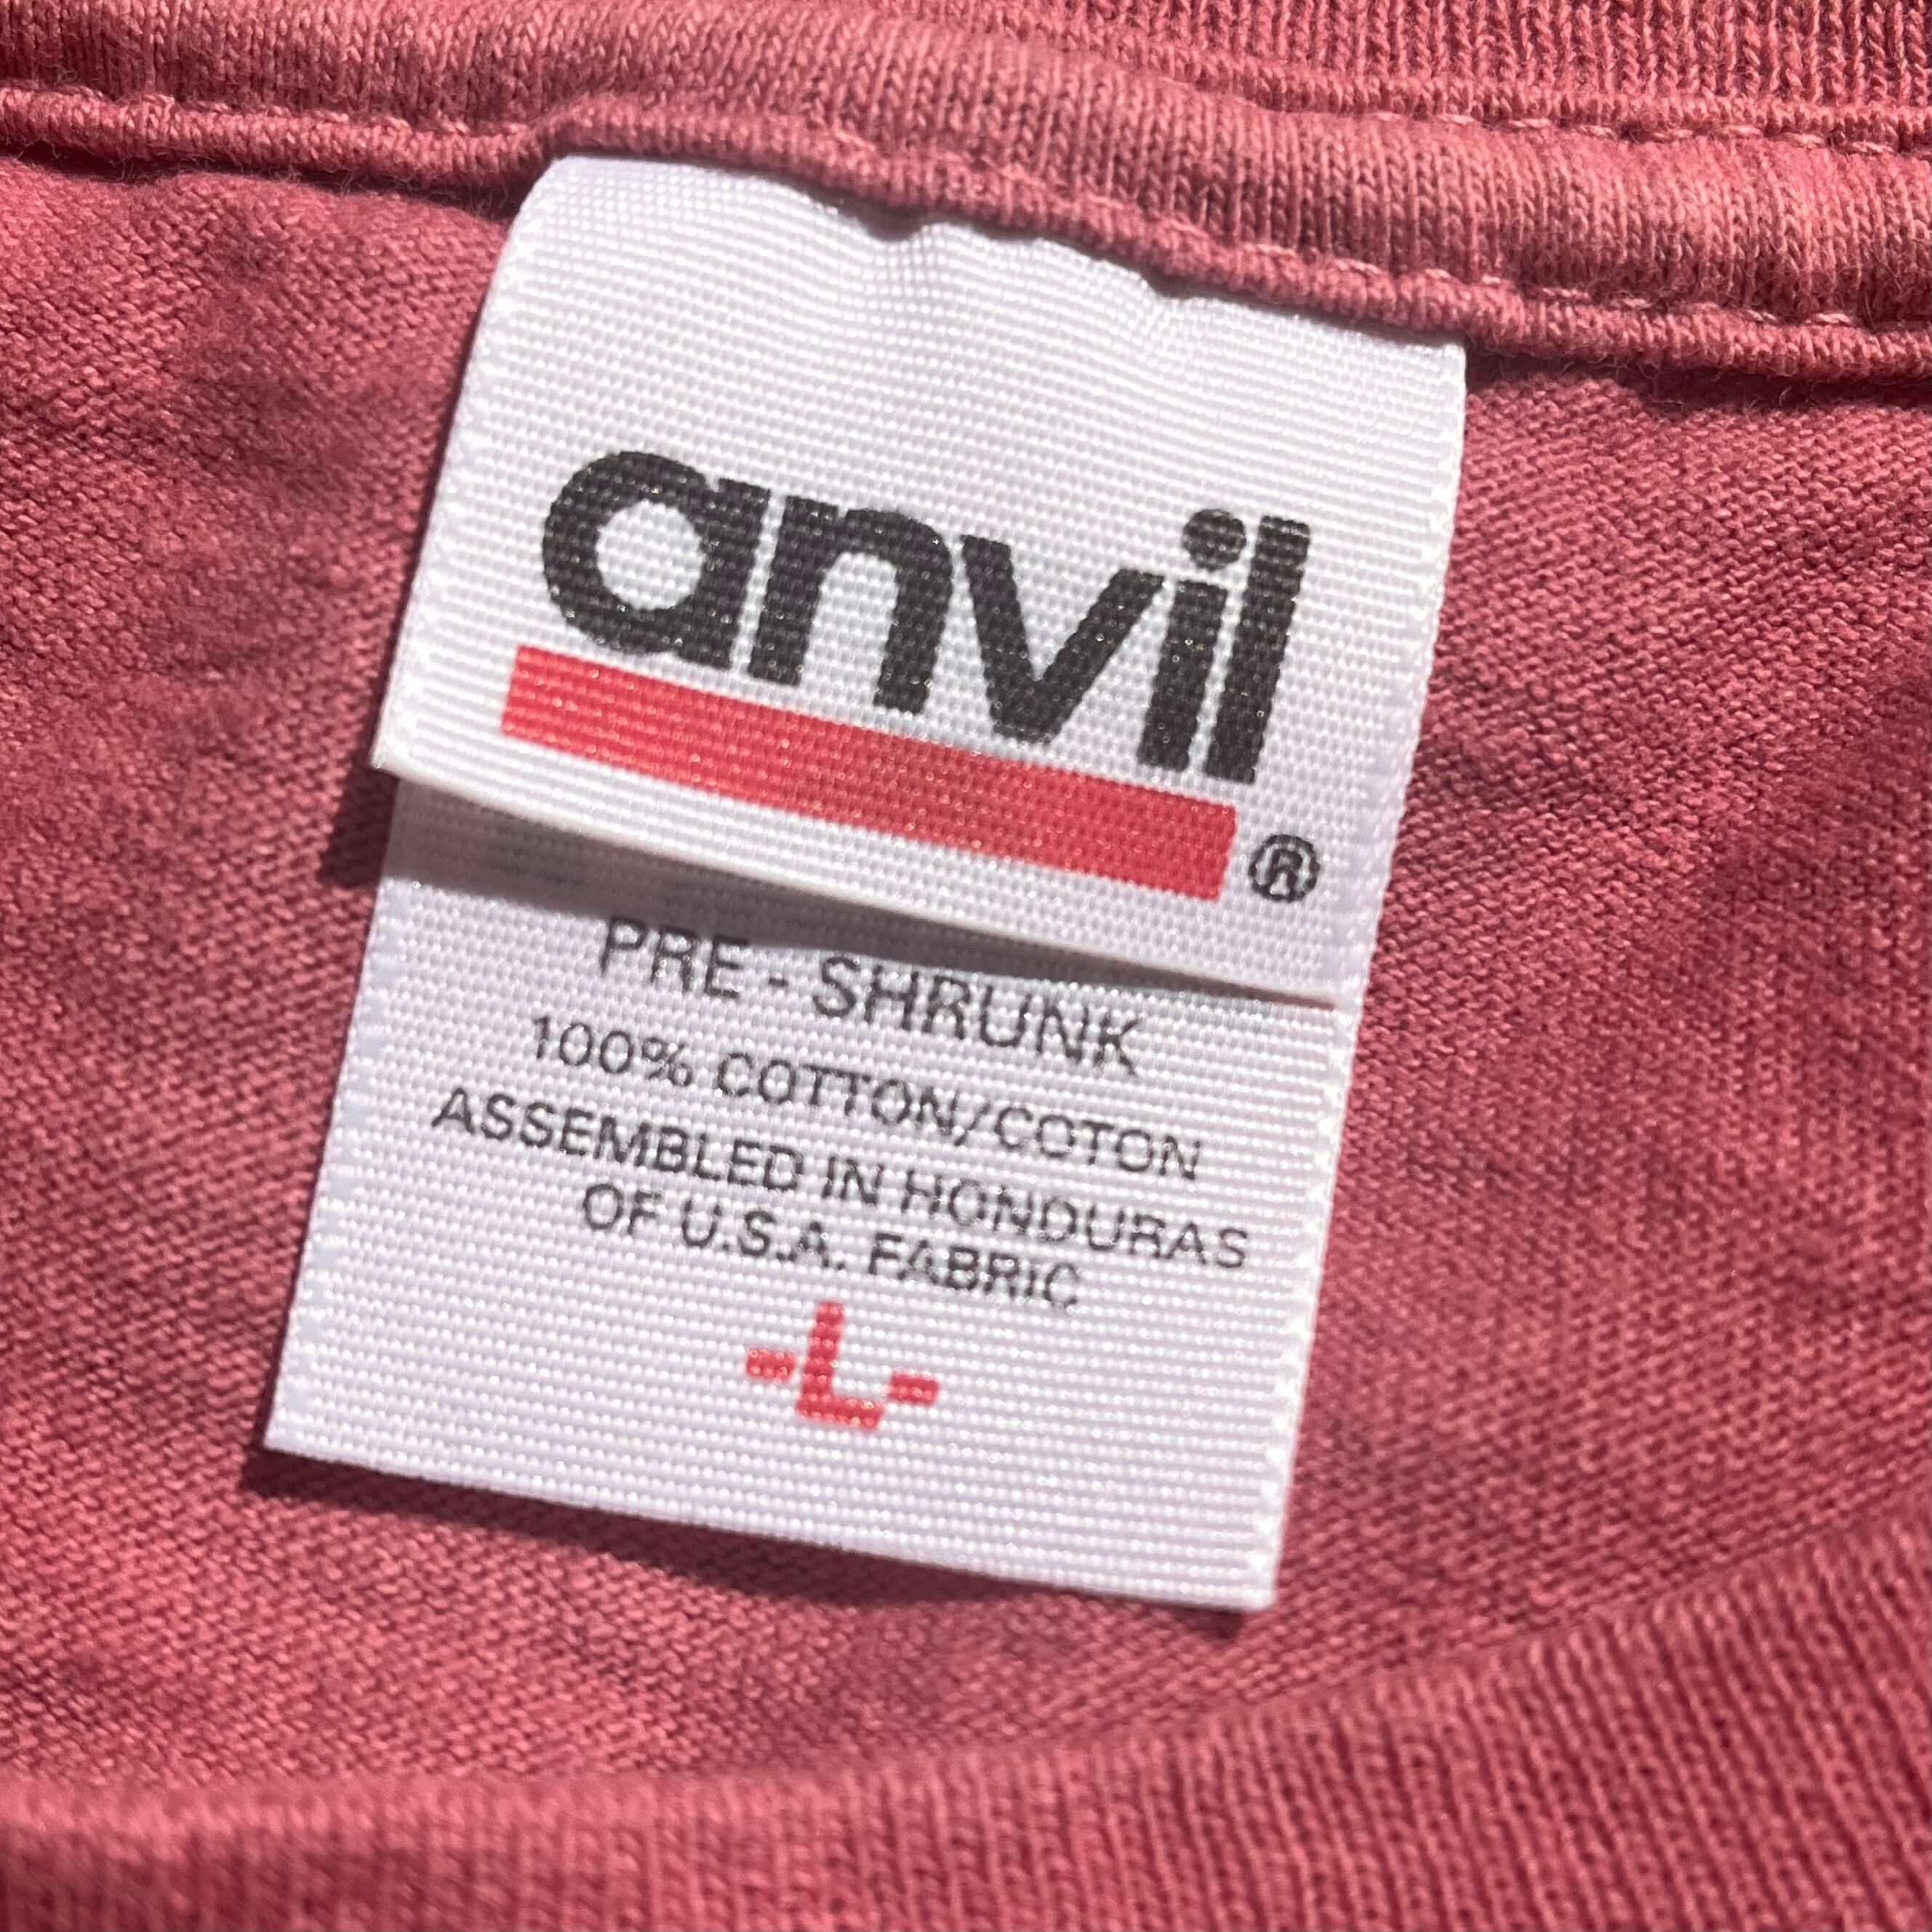 anvil
®
PRE - SHRUNK
100% COTTON/COTON
ASSEMBLED IN HONDURAS
OF U.S.A. FABRIC
-L-